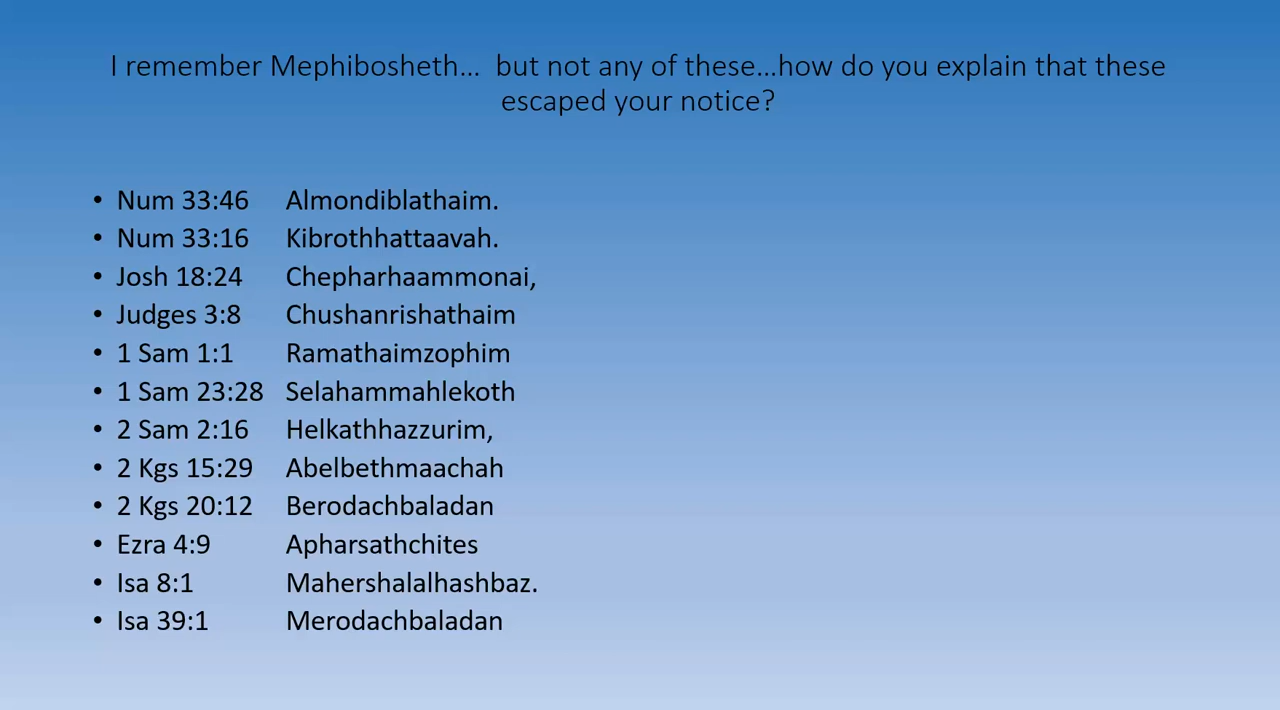 I remember Mephibosheth... but not any of these...how do you explain that these
escaped your notice?
• Num 33:46 Almondiblathaim.
• Num 33:16 Kibrothhattaavah.
• Josh 18:24 Chepharhaammonai,
• Judges 3:8 Chushanrishathaim
• 1 Sam 1:1 Ramathaimzophim
• 1 Sam 23:28 Selahammahlekoth
• 2 Sam 2:16 Helkathhazzurim,
• 2 Kgs 15:29 Abelbethmaachah
• 2 Kgs 20:12 Berodachbaladan
• Ezra 4:9 Apharsathchites
• Isa 8:1 Mahershalalhashbaz.
• Isa 39:1 Merodachbaladan